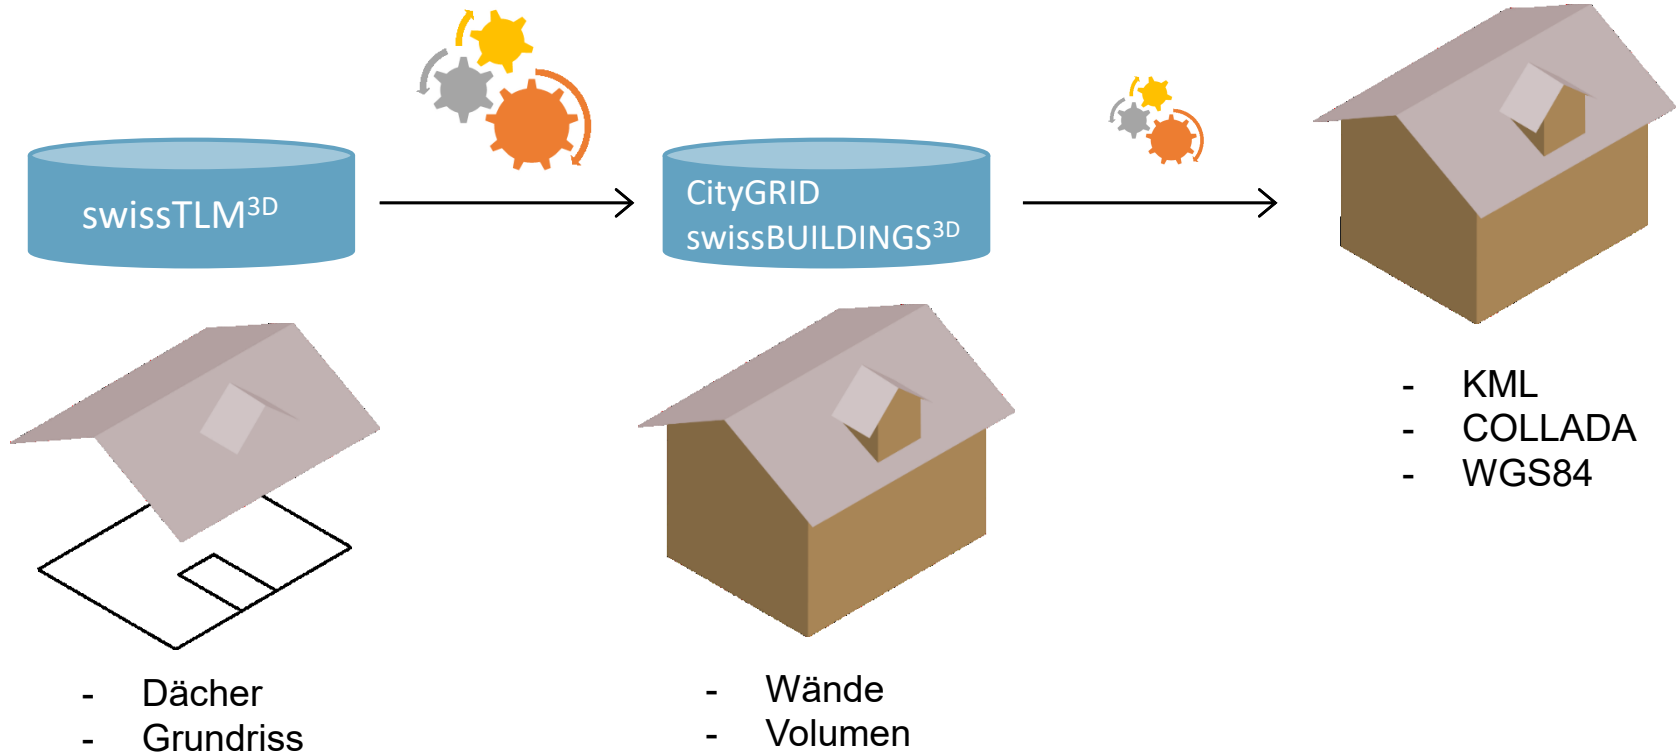 swissTLM3D
CityGRID
swissBUILDINGS3D
- KML
- COLLADA
- WGS84
- Dächer
- Grundriss
- Wände
- Volumen